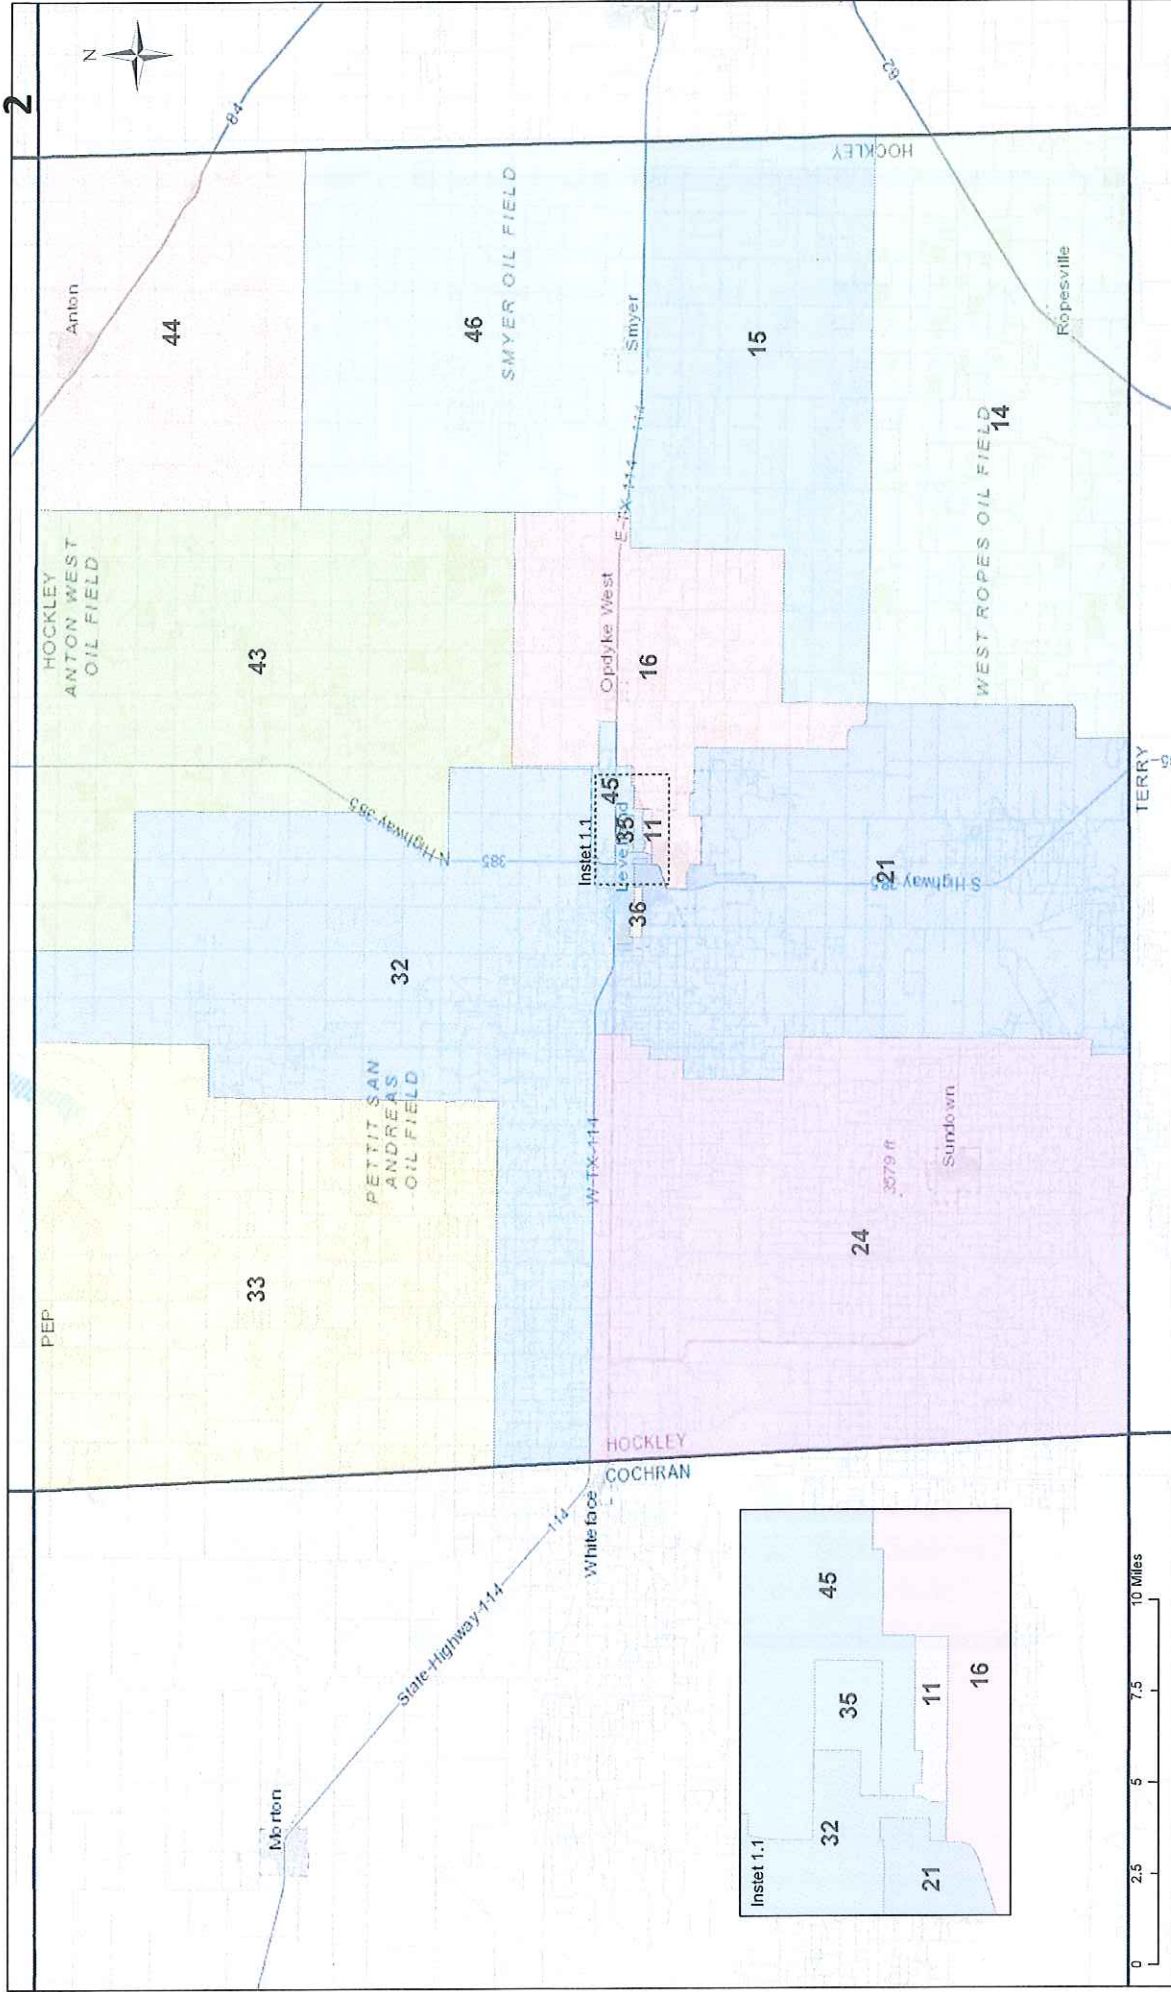 2
N
84
82
Anton
44
HOCKLEY
46
SMYER OIL FIELD
Smyer
15
Ropesville
14
WEST ROPES OIL FIELD
HOCKLEY
ANTON WEST
OIL FIELD
43
E-TX-114
114
Opdyke West
16
N Highway 385
385
Instet 1.1
45
35
11
36
32
21
S Highway 385
TERRY
PETTIT SAN
ANDREAS
OIL FIELD
W-TX-114
33
PEP
3579 ft
Sundown
24
HOCKLEY
COCHRAN
Whiteface
114
State-Highway-114
Morton
Instet 1.1
45
35
32
11
16
21
0
2.5
5
7.5
10 Miles